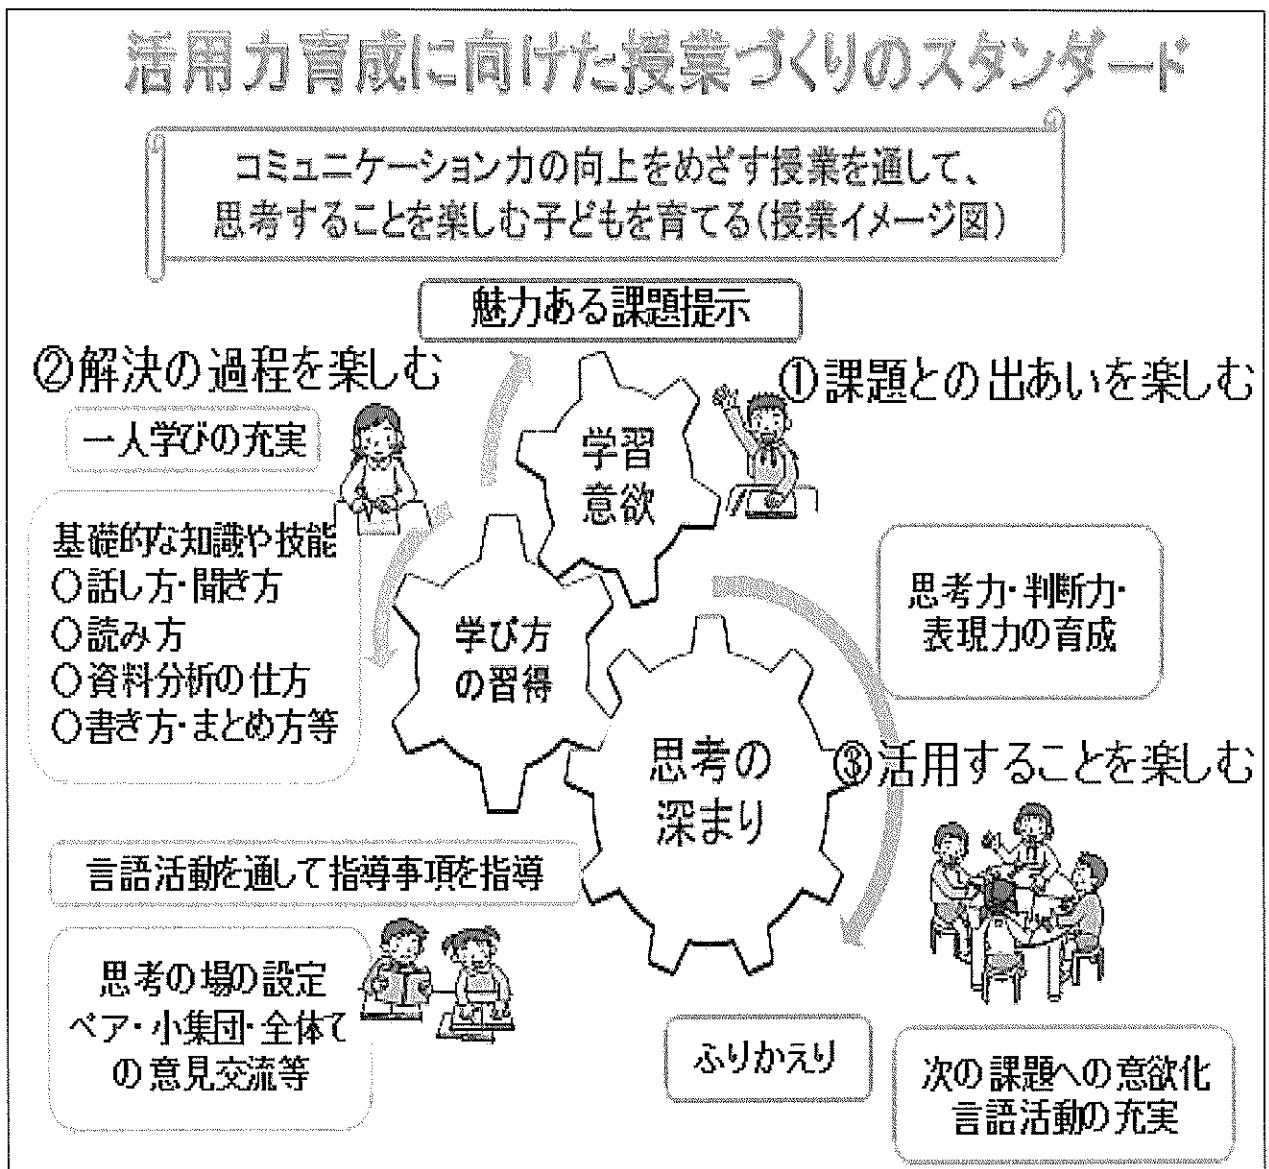 活用力育成に向けた授業づくりのスタンダード
コミュニケーション力の向上をめざす授業を通して、
思考することを楽しむ子どもを育てる（授業イメージ図）
魅力ある課題提示
②解決の過程を楽しむ
①課題との出あいを楽しむ
一人学びの充実
学習
意欲
基礎的な知識や技能
○話し方・聞き方
○読み方
○資料分析の仕方
○書き方・まとめ方等
学び方
の習得
思考力・判断力・
表現力の育成
思考の
深まり
③活用することを楽しむ
言語活動を通して指導事項を指導
思考の場の設定
ペア・小集団・全体で
の意見交流等
ふりかえり
次の課題への意欲化
言語活動の充実